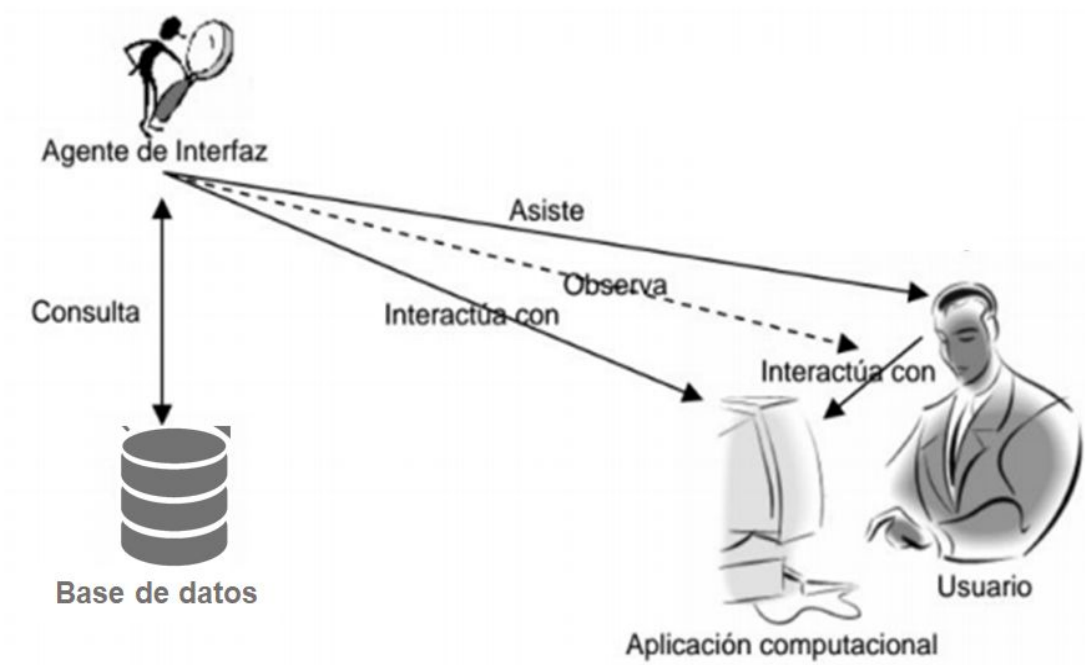 Agente de Interfaz
Asiste
Observa
Consulta
Interactúa con
Interactúa con
Base de datos
Usuario
Aplicación computacional